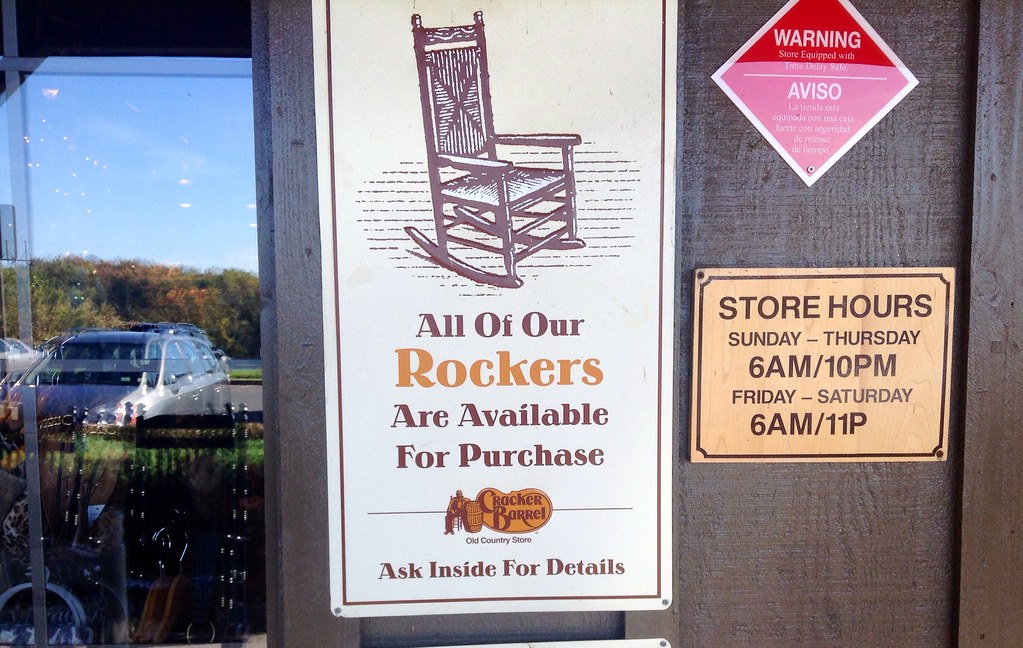 All Of Our
Rockers
Are Available
For Purchase
Cracker
Barrel
Old Country Store
Ask Inside For Details
WARNING
Store Equipped with
Time Delay Safe.
AVISO
La tienda esta
equipada con una caja
fuerte con seguridad
de retraso
de tiempo.
STORE HOURS
SUNDAY – THURSDAY
6AM/10PM
FRIDAY – SATURDAY
6AM/11P